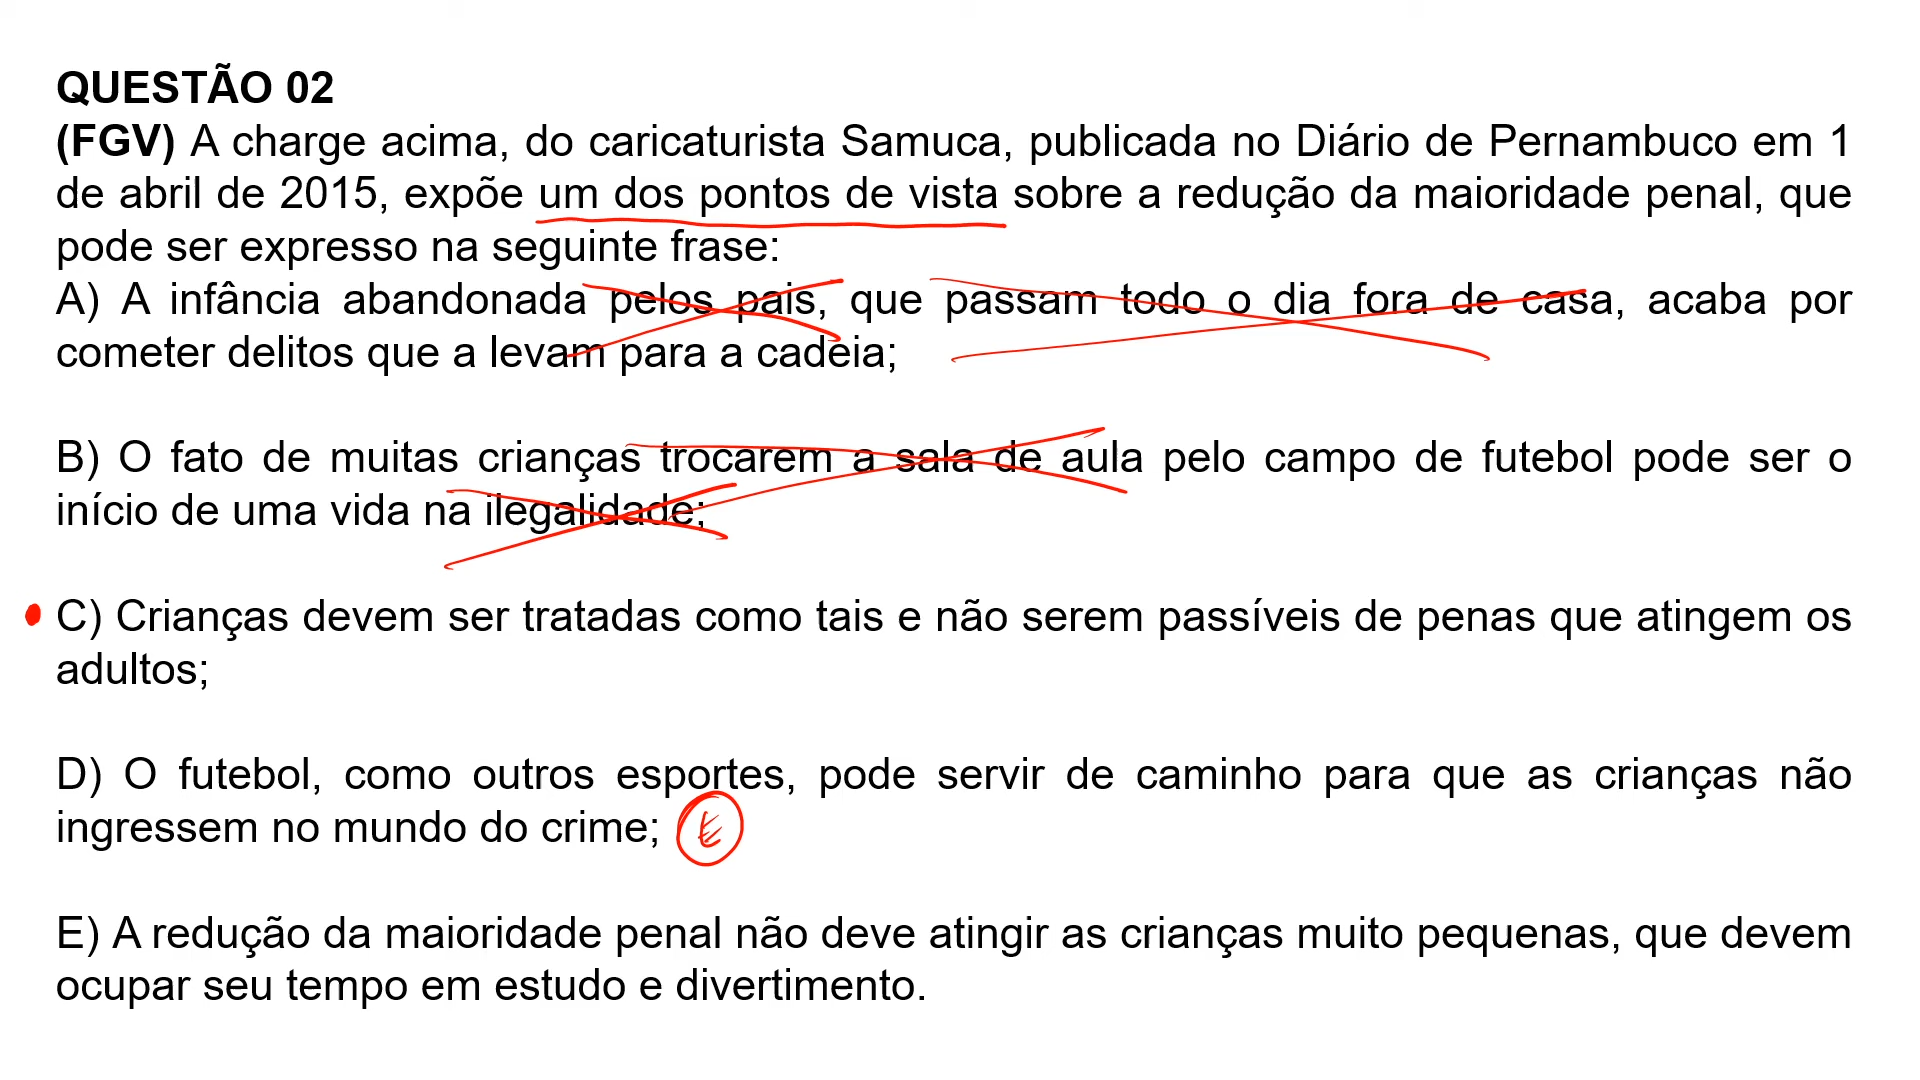 QUESTÃO 02
(FGV) A charge acima, do caricaturista Samuca, publicada no Diário de Pernambuco em 1
de abril de 2015, expõe um dos pontos de vista sobre a redução da maioridade penal, que
pode ser expresso na seguinte frase:
A) A infância abandonada pelos pais, que passam todo o dia fora de casa, acaba por
cometer delitos que a levam para a cadeia;
B) O fato de muitas crianças trocarem a sala de aula pelo campo de futebol pode ser o
início de uma vida na ilegalidade;
C) Crianças devem ser tratadas como tais e não serem passíveis de penas que atingem os
adultos;
D) O futebol, como outros esportes, pode servir de caminho para que as crianças não
ingressem no mundo do crime; E
E) A redução da maioridade penal não deve atingir as crianças muito pequenas, que devem
ocupar seu tempo em estudo e divertimento.